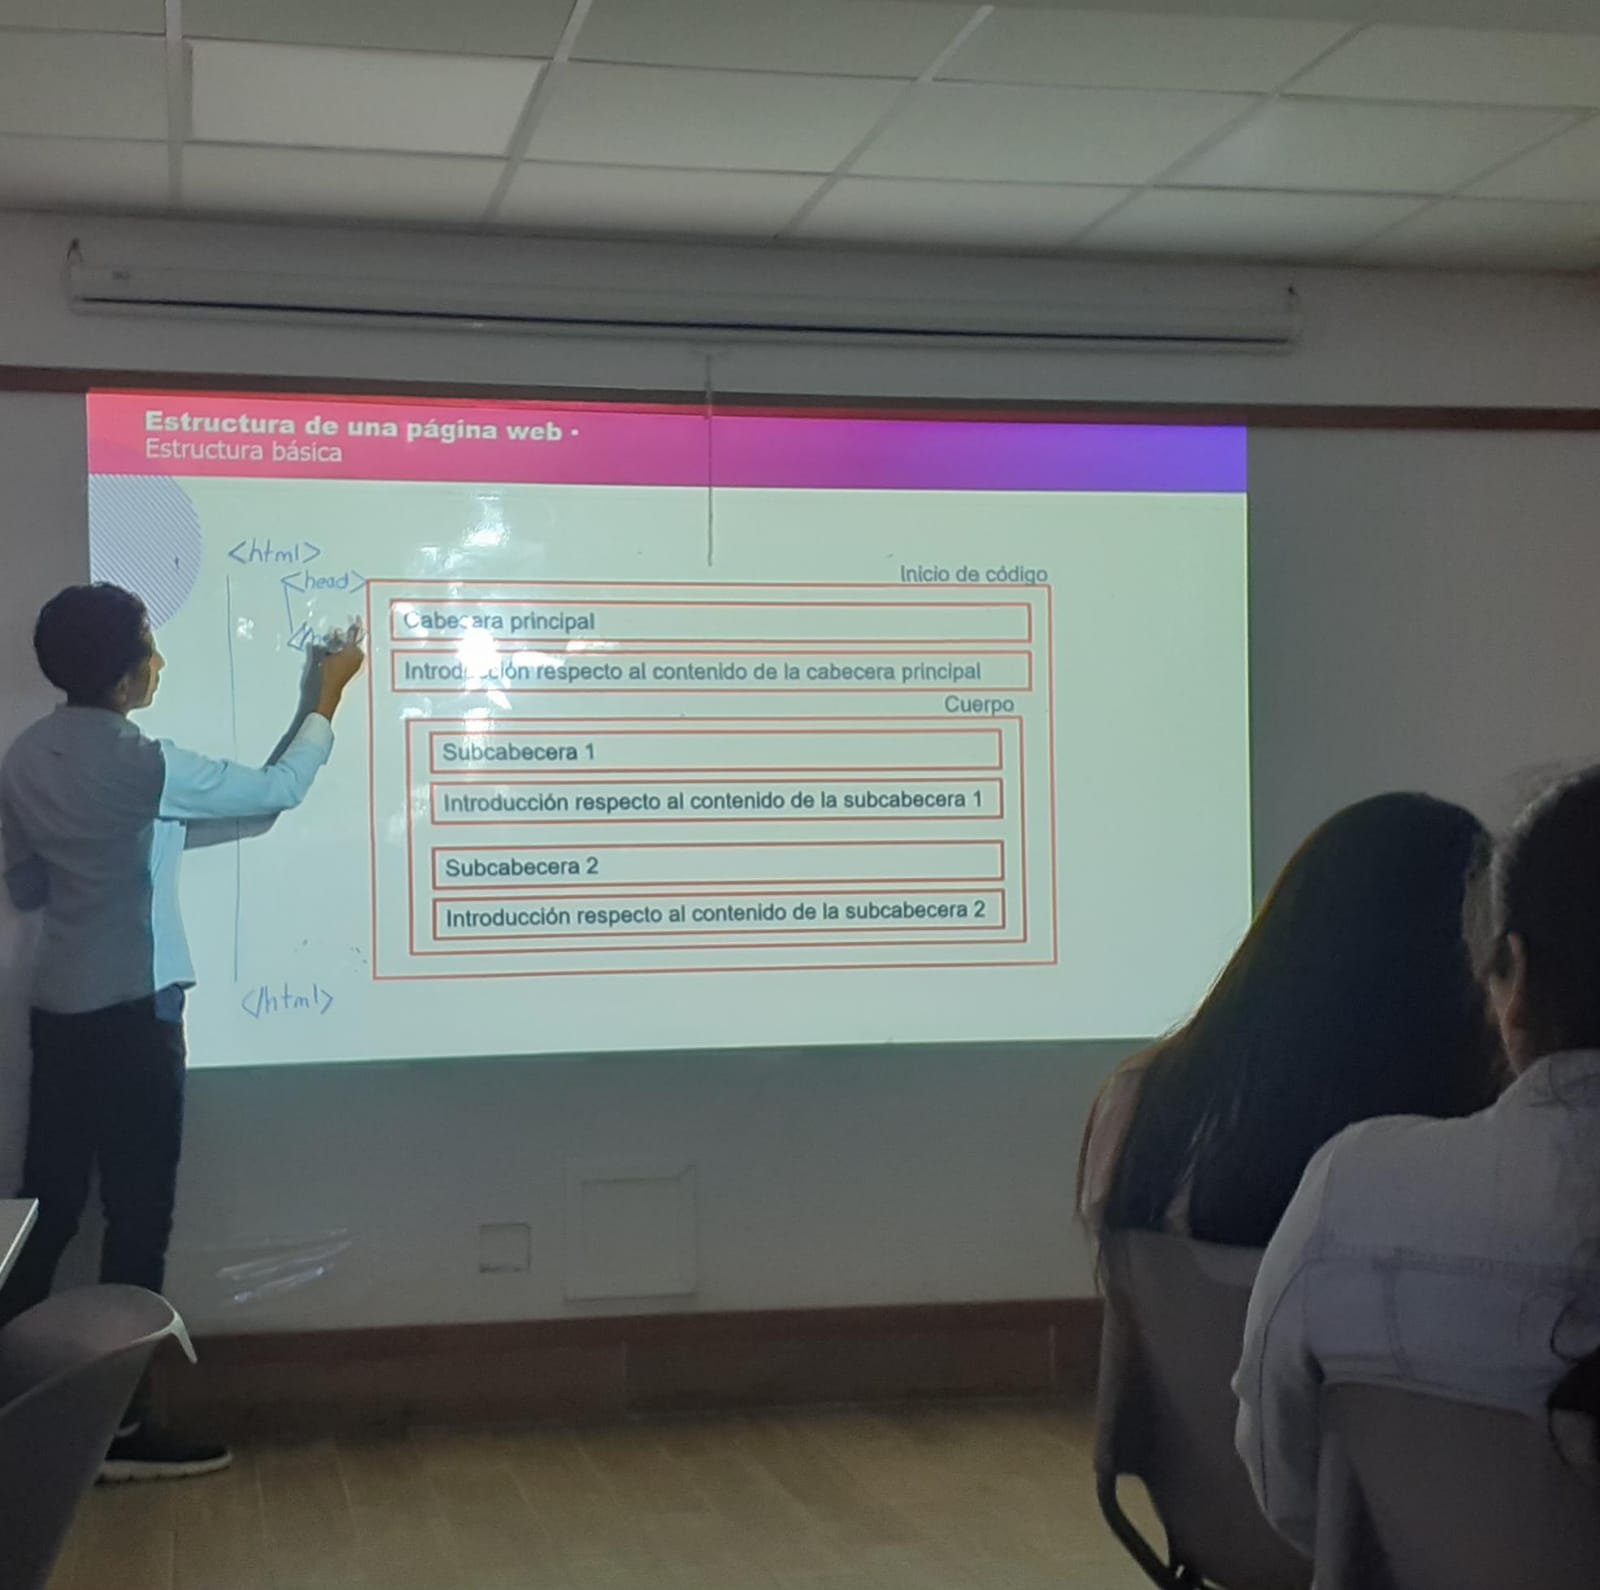 Estructura de una página web ·
Estructura básica
<html>
<head>
Inicio de código
Cabecara principal
Introducción respecto al contenido de la cabecera principal
Cuerpo
Subcabecera 1
Introducción respecto al contenido de la subcabecera 1
Subcabecera 2
Introducción respecto al contenido de la subcabecera 2
</html>